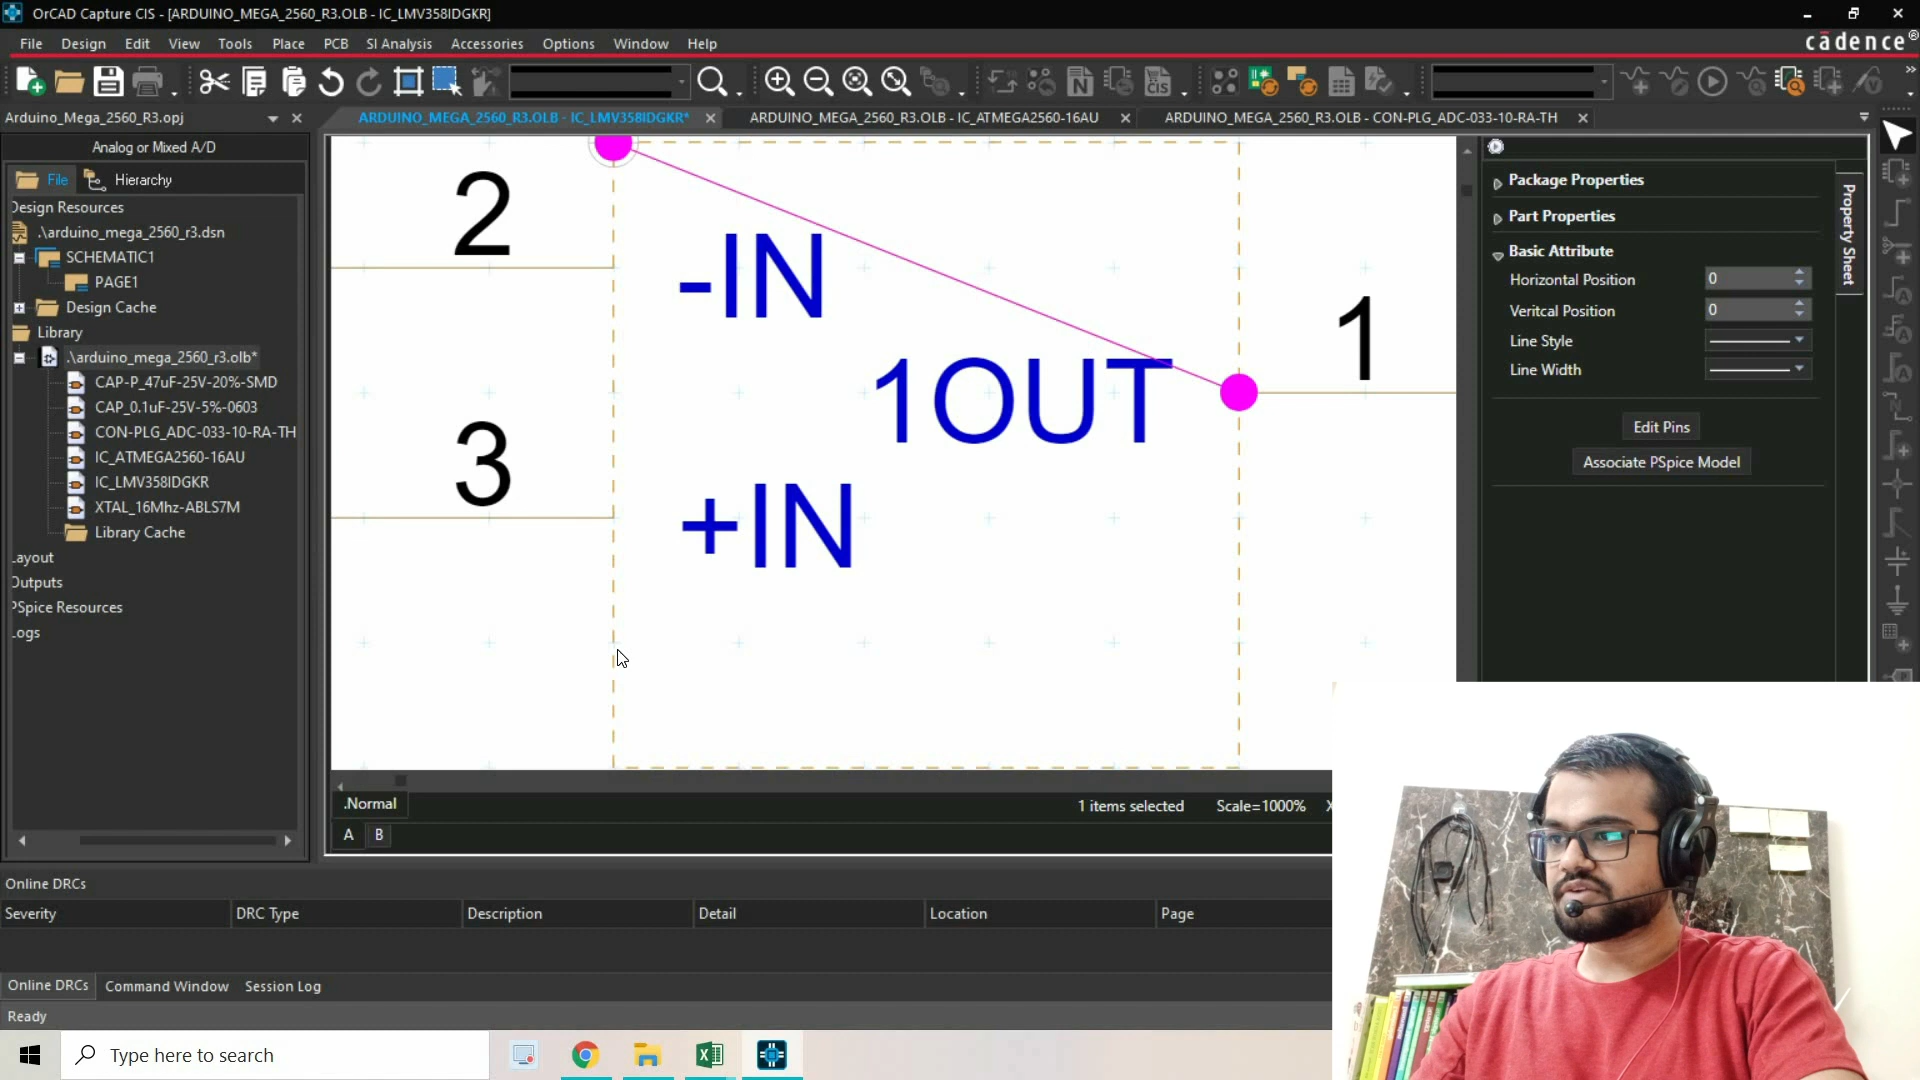 OrCAD Capture CIS - [ARDUINO_MEGA_2560_R3.OLB - IC_LMV358IDGKR]
File Design Edit View Tools Place PCB SI Analysis Accessories Options Window Help
cādence®
Arduino_Mega_2560_R3.opj
ARDUINO_MEGA_2560_R3.OLB - IC_LMV358IDGKR*
ARDUINO_MEGA_2560_R3.OLB - IC_ATMEGA2560-16AU
ARDUINO_MEGA_2560_R3.OLB - CON-PLG_ADC-033-10-RA-TH
Analog or Mixed A/D
File Hierarchy
Design Resources
.\arduino_mega_2560_r3.dsn
SCHEMATIC1
PAGE1
Design Cache
Library
.\arduino_mega_2560_r3.olb*
CAP-P_47uF-25V-20%-SMD
CAP_0.1uF-25V-5%-0603
CON-PLG_ADC-033-10-RA-TH
IC_ATMEGA2560-16AU
IC_LMV358IDGKR
XTAL_16Mhz-ABLS7M
Library Cache
Layout
Outputs
PSpice Resources
Logs
2
-IN
1
1OUT
3
+IN
Package Properties
Part Properties
Basic Attribute
Horizontal Position 0
Veritcal Position 0
Line Style
Line Width
Edit Pins
Associate PSpice Model
Property Sheet
.Normal
1 items selected Scale=1000% X
A B
Online DRCs
Severity DRC Type Description Detail Location Page
Online DRCs Command Window Session Log
Ready
Type here to search